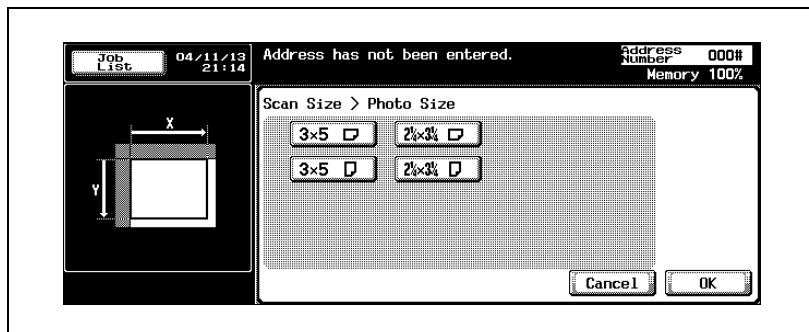 Job List
04/11/13
21:14
Address has not been entered.
Address Number 000#
Memory 100%
X
Y
Scan Size > Photo Size
3×5 2¼×3¼
3×5 2¼×3¼
Cancel OK